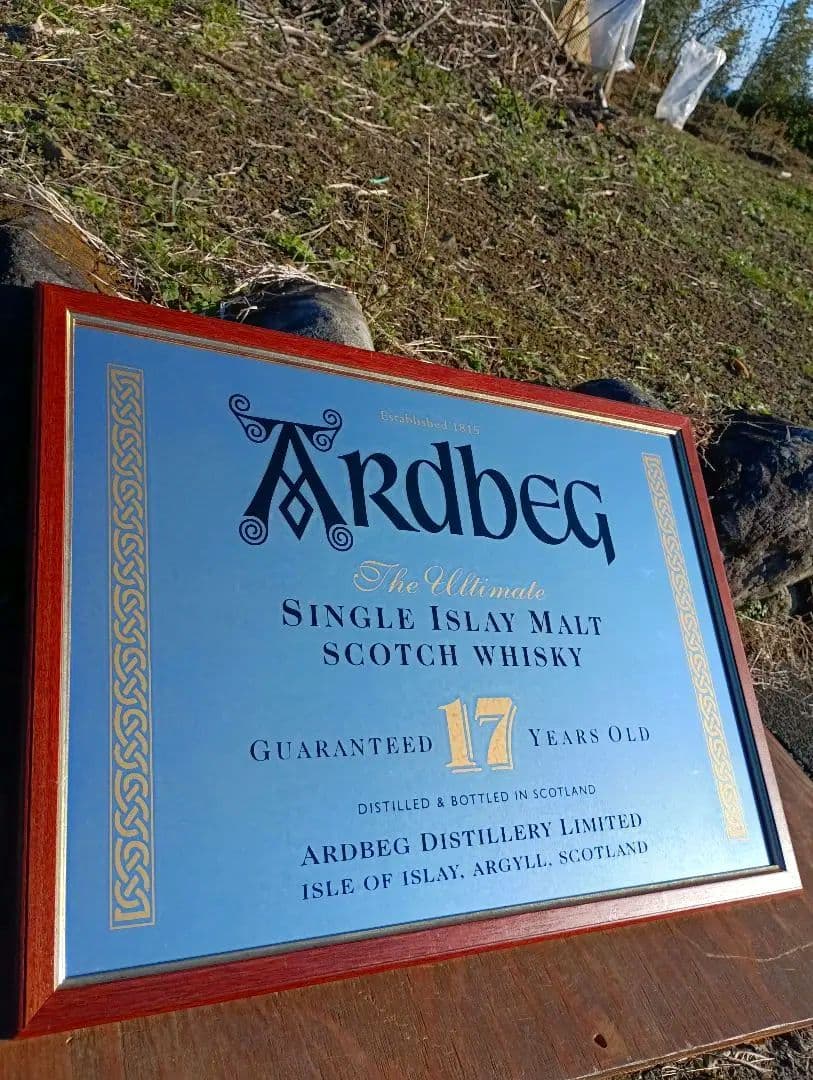 Established 1815
ARDBEG
The Ultimate
SINGLE ISLAY MALT
SCOTCH WHISKY
GUARANTEED 17 YEARS OLD
DISTILLED & BOTTLED IN SCOTLAND
ARDBEG DISTILLERY LIMITED
ISLE OF ISLAY, ARGYLL, SCOTLAND